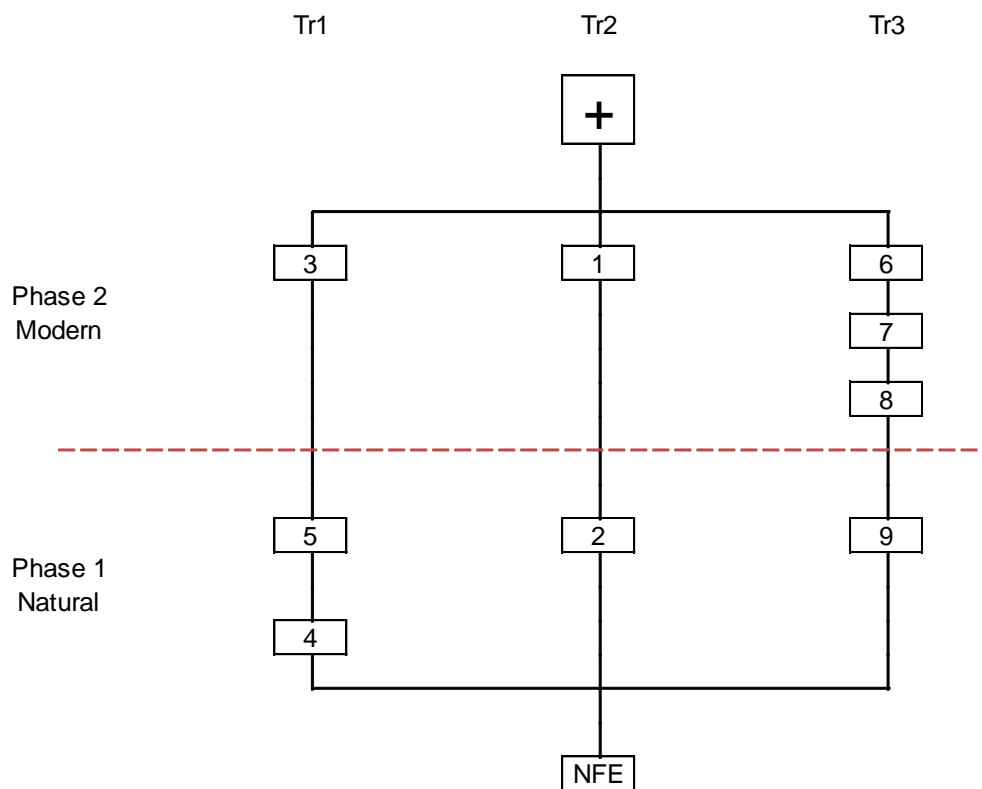 Tr1 Tr2 Tr3
+
3 1 6
Phase 2
Modern
7
8
5 2 9
Phase 1
Natural
4
NFE